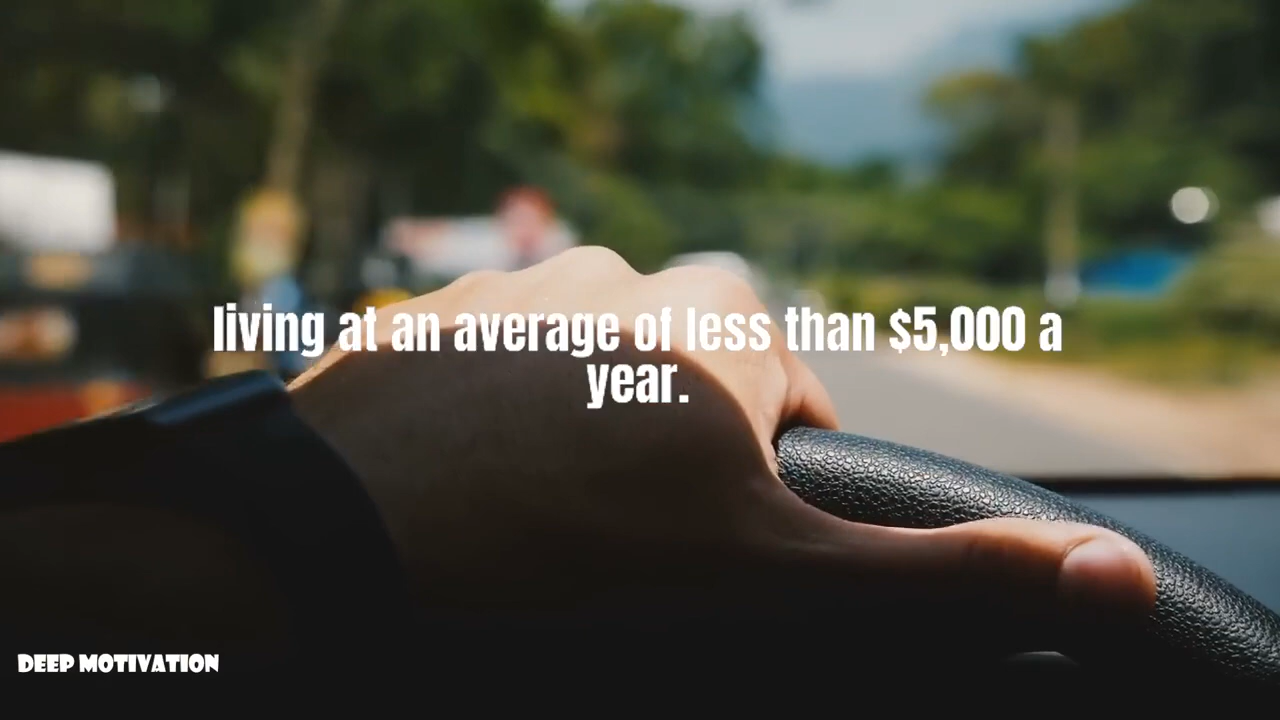 living at an average of less than $5,000 a
year.
DEEP MOTIVATION